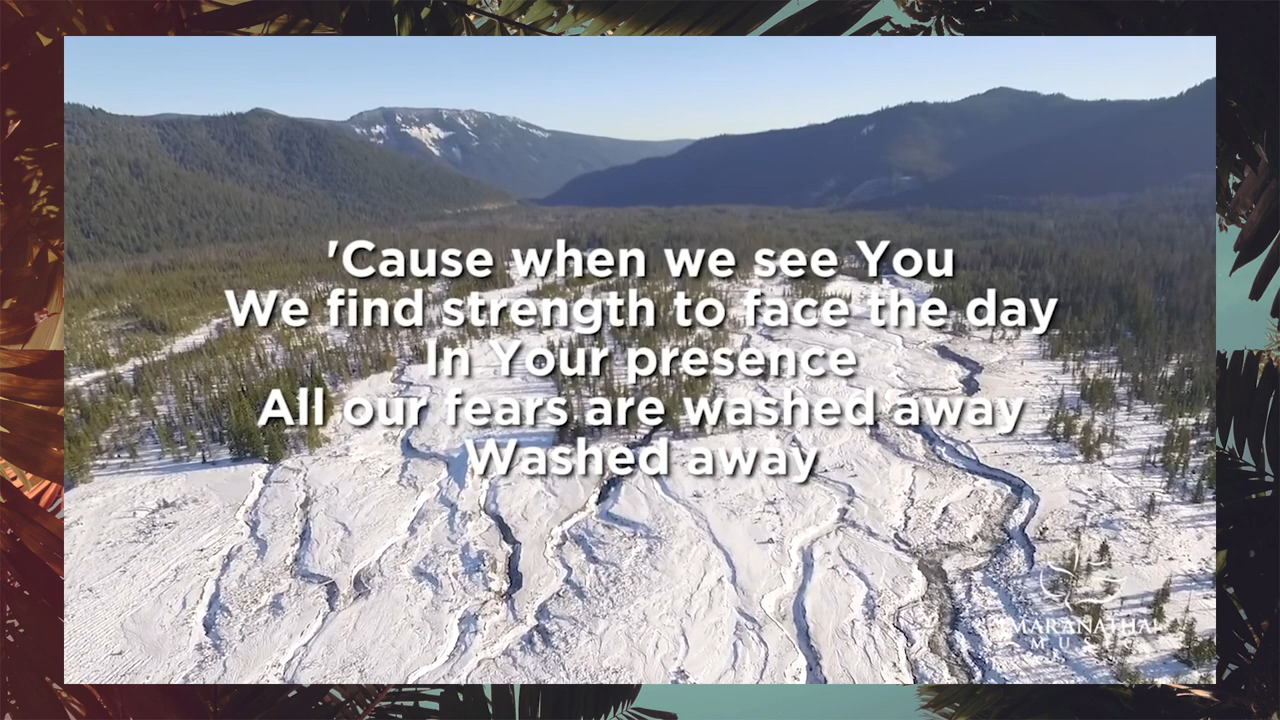 'Cause when we see You
We find strength to face the day
In Your presence
All our fears are washed away
Washed away
MARANATHA!
MUSIC